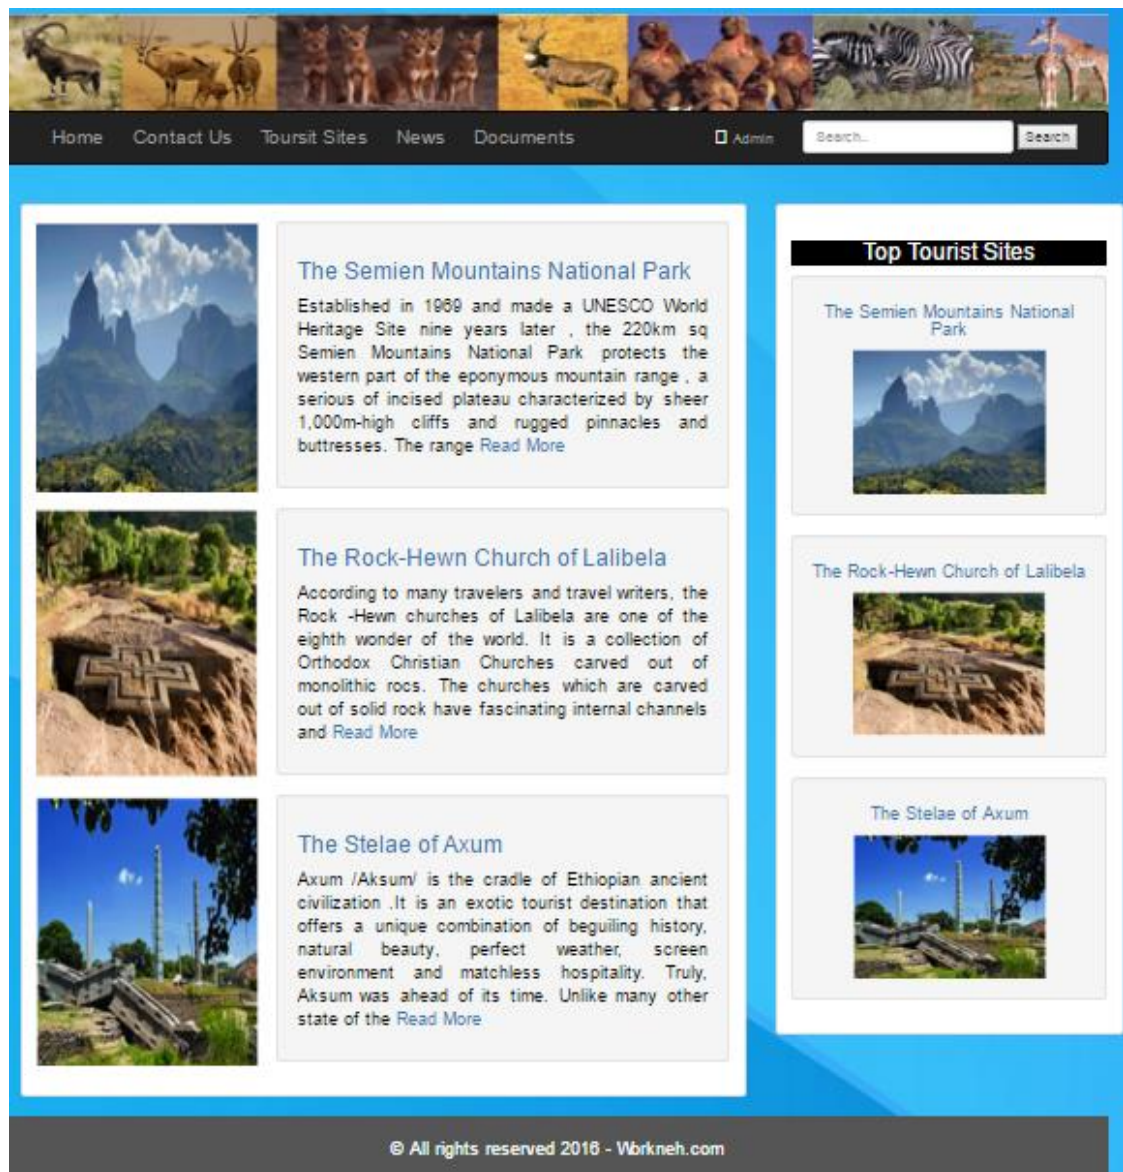 Home Contact Us Toursit Sites News Documents Admin Search.. Search
The Semien Mountains National Park
Established in 1969 and made a UNESCO World
Heritage Site nine years later , the 220km sq
Semien Mountains National Park protects the
western part of the eponymous mountain range , a
serious of incised plateau characterized by sheer
1,000m-high cliffs and rugged pinnacles and
buttresses. The range Read More
The Rock-Hewn Church of Lalibela
According to many travelers and travel writers, the
Rock -Hewn churches of Lalibela are one of the
eighth wonder of the world. It is a collection of
Orthodox Christian Churches carved out of
monolithic rocs. The churches which are carved
out of solid rock have fascinating internal channels
and Read More
The Stelae of Axum
Axum /Aksum/ is the cradle of Ethiopian ancient
civilization .It is an exotic tourist destination that
offers a unique combination of beguiling history,
natural beauty, perfect weather, screen
environment and matchless hospitality. Truly,
Aksum was ahead of its time. Unlike many other
state of the Read More
Top Tourist Sites
The Semien Mountains National
Park
The Rock-Hewn Church of Lalibela
The Stelae of Axum
© All rights reserved 2016 - Workneh.com